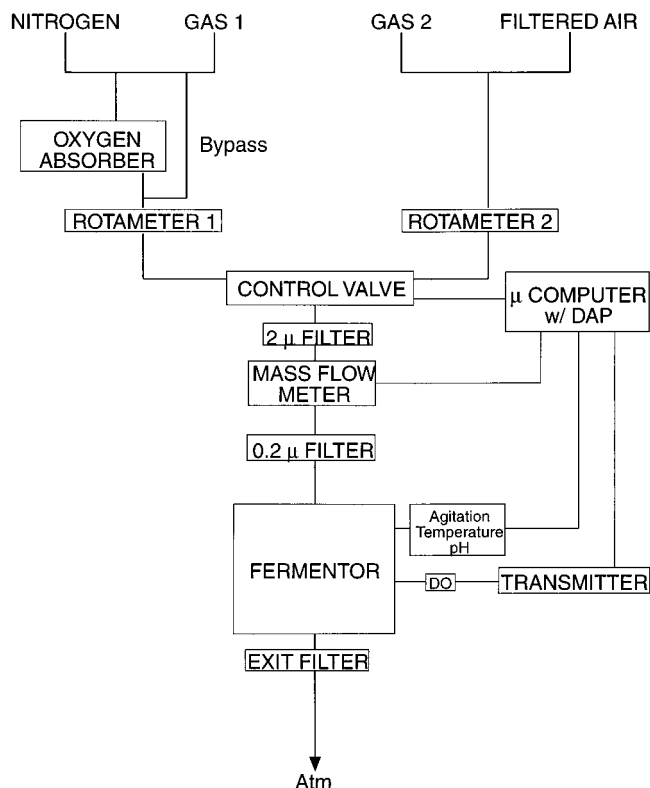 NITROGEN
GAS 1
GAS 2
FILTERED AIR
OXYGEN
ABSORBER
Bypass
ROTAMETER 1
ROTAMETER 2
CONTROL VALVE
μ COMPUTER
w/ DAP
2 μ FILTER
MASS FLOW
METER
0.2 μ FILTER
Agitation
Temperature
pH
FERMENTOR
DO
TRANSMITTER
EXIT FILTER
Atm